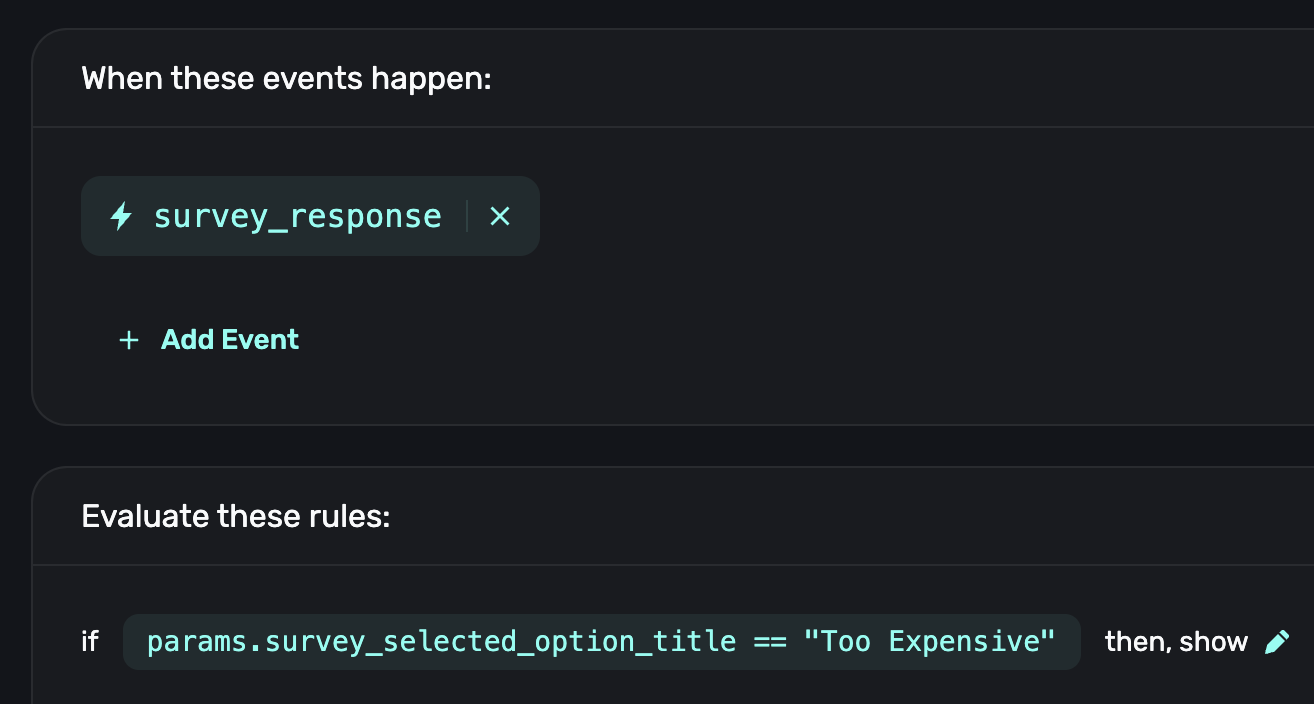 When these events happen:
survey_response
+ Add Event
Evaluate these rules:
if params.survey_selected_option_title == "Too Expensive" then, show